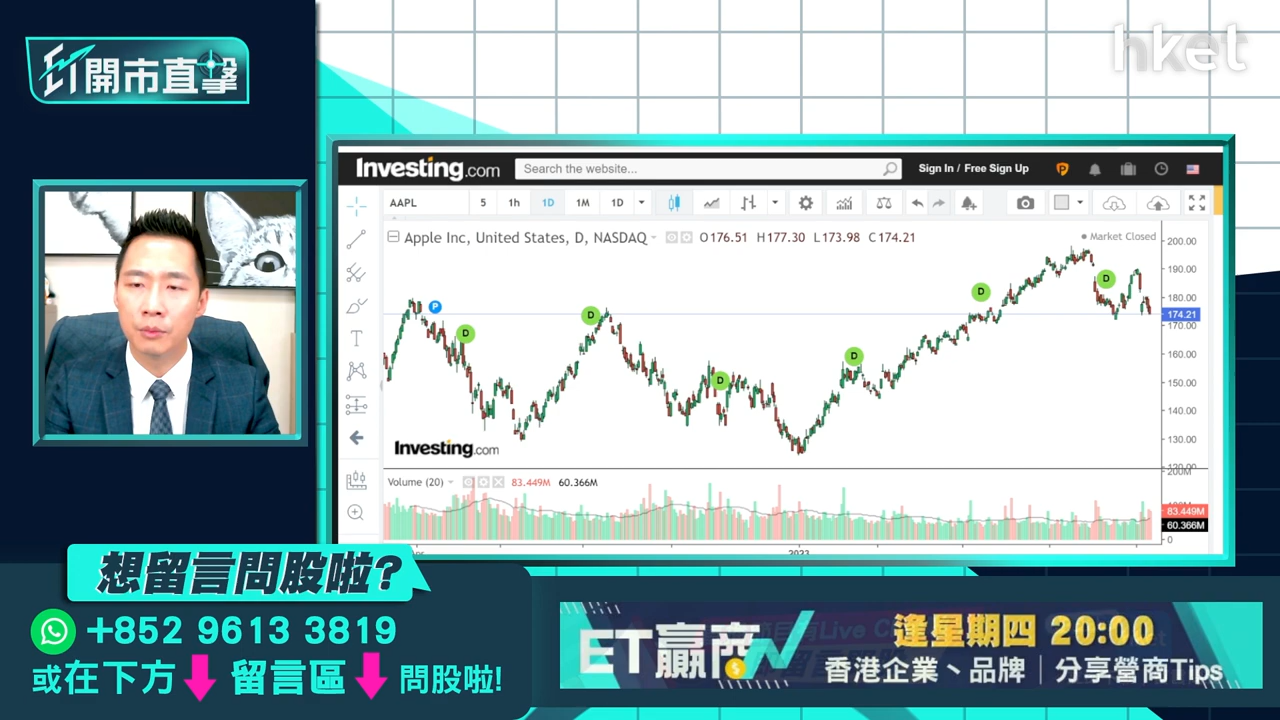 ET開市直擊
hket
Investing.com
Search the website...
Sign In / Free Sign Up
AAPL
5
1h
1D
1M
1D
Apple Inc, United States, D, NASDAQ
O176.51 H177.30 L173.98 C174.21
Market Closed
200.00
190.00
180.00
174.21
170.00
160.00
150.00
140.00
130.00
120.00
P
D
D
D
D
D
D
Investing.com
Volume (20)
83.449M
60.366M
200M
83.449M
60.366M
0
2023
想留言問股啦?
+852 9613 3819
或在下方
留言區
問股啦!
ET贏商
逢星期四 20:00
香港企業、品牌｜分享營商Tips